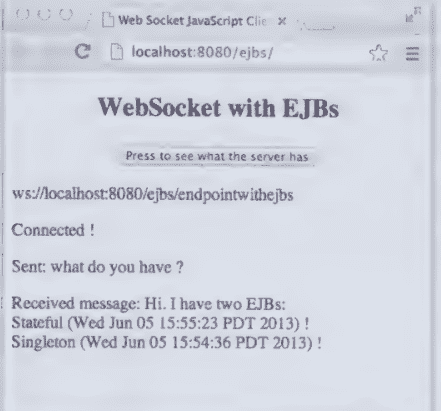 Web Socket JavaScript Clie
localhost:8080/ejbs/
WebSocket with EJBs
Press to see what the server has
ws://localhost:8080/ejbs/endpointwithejbs
Connected !
Sent: what do you have ?
Received message: Hi. I have two EJBs:
Stateful (Wed Jun 05 15:55:23 PDT 2013) !
Singleton (Wed Jun 05 15:54:36 PDT 2013) !